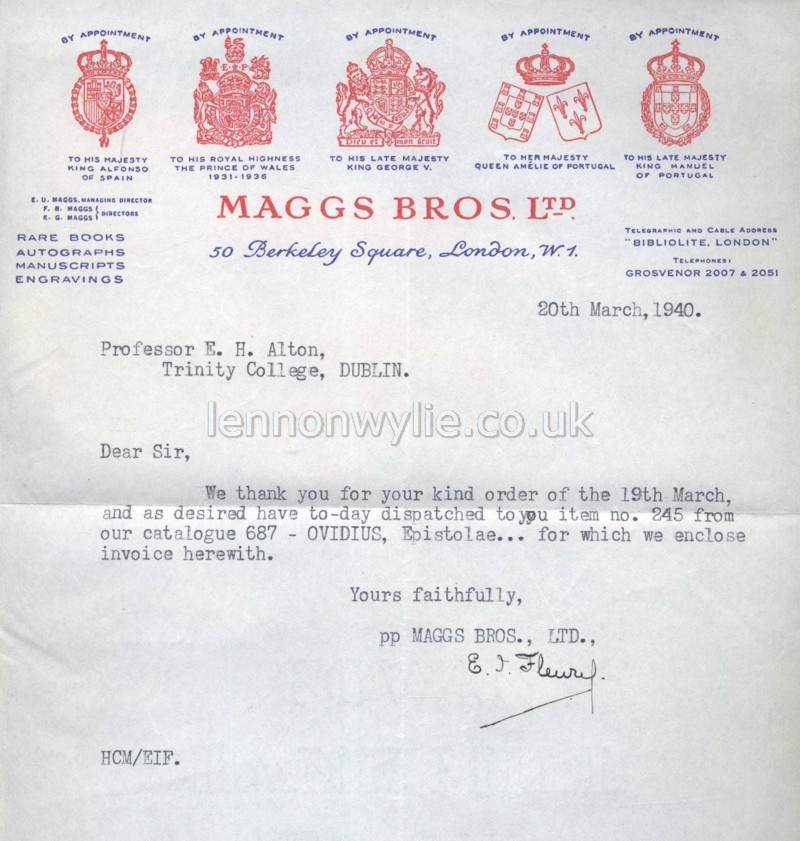 BY APPOINTMENT
BY APPOINTMENT
BY APPOINTMENT
BY APPOINTMENT
BY APPOINTMENT
E P
Dieu et mon droit
TO HIS MAJESTY
KING ALFONSO
OF SPAIN
TO HIS ROYAL HIGHNESS
THE PRINCE OF WALES
1931-1936
TO HIS LATE MAJESTY
KING GEORGE V.
TO HER MAJESTY
QUEEN AMÉLIE OF PORTUGAL
TO HIS LATE MAJESTY
KING MANUEL
OF PORTUGAL
E. U. MAGGS, MANAGING DIRECTOR
F. B. MAGGS
E. G. MAGGS
DIRECTORS
RARE BOOKS
AUTOGRAPHS
MANUSCRIPTS
ENGRAVINGS
MAGGS BROS. LTD.
50 Berkeley Square, London, W.1.
TELEGRAPHIC AND CABLE ADDRESS
"BIBLIOLITE, LONDON"
TELEPHONES:
GROSVENOR 2007 & 2051
20th March, 1940.
Professor E. H. Alton,
Trinity College, DUBLIN.
lennonwylie.co.uk
Dear Sir,
We thank you for your kind order of the 19th March,
and as desired have to-day dispatched to you item no. 245 from
our catalogue 687 - OVIDIUS, Epistolae... for which we enclose
invoice herewith.
Yours faithfully,
pp MAGGS BROS., LTD.,
E. I. Fleury.
HCM/EIF.